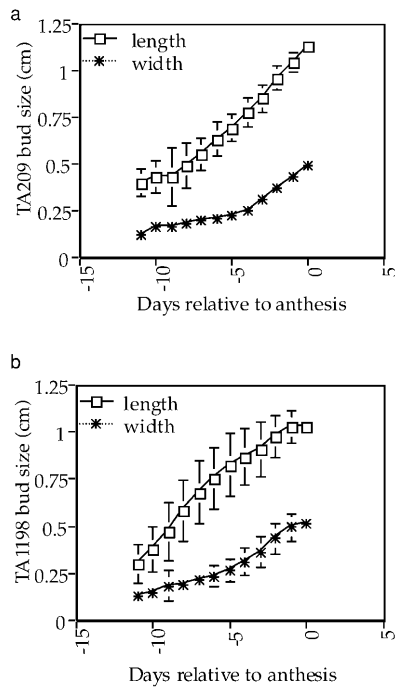 a
1.25
length
1
width
0.75
0.5
0.25
0
TA209 bud size (cm)
-15
-10
-5
0
5
Days relative to anthesis
b
1.25
length
1
width
0.75
0.5
0.25
0
TA1198 bud size (cm)
-15
-10
-5
0
5
Days relative to anthesis